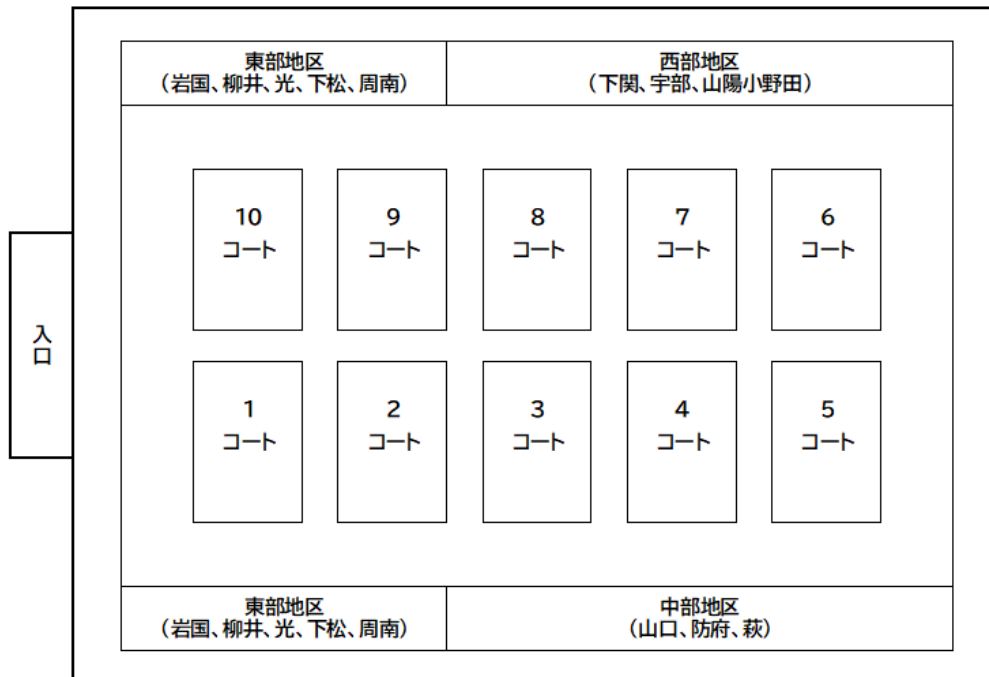 東部地区
（岩国、柳井、光、下松、周南）
西部地区
（下関、宇部、山陽小野田）
10
コート
9
コート
8
コート
7
コート
6
コート
入口
1
コート
2
コート
3
コート
4
コート
5
コート
東部地区
（岩国、柳井、光、下松、周南）
中部地区
（山口、防府、萩）